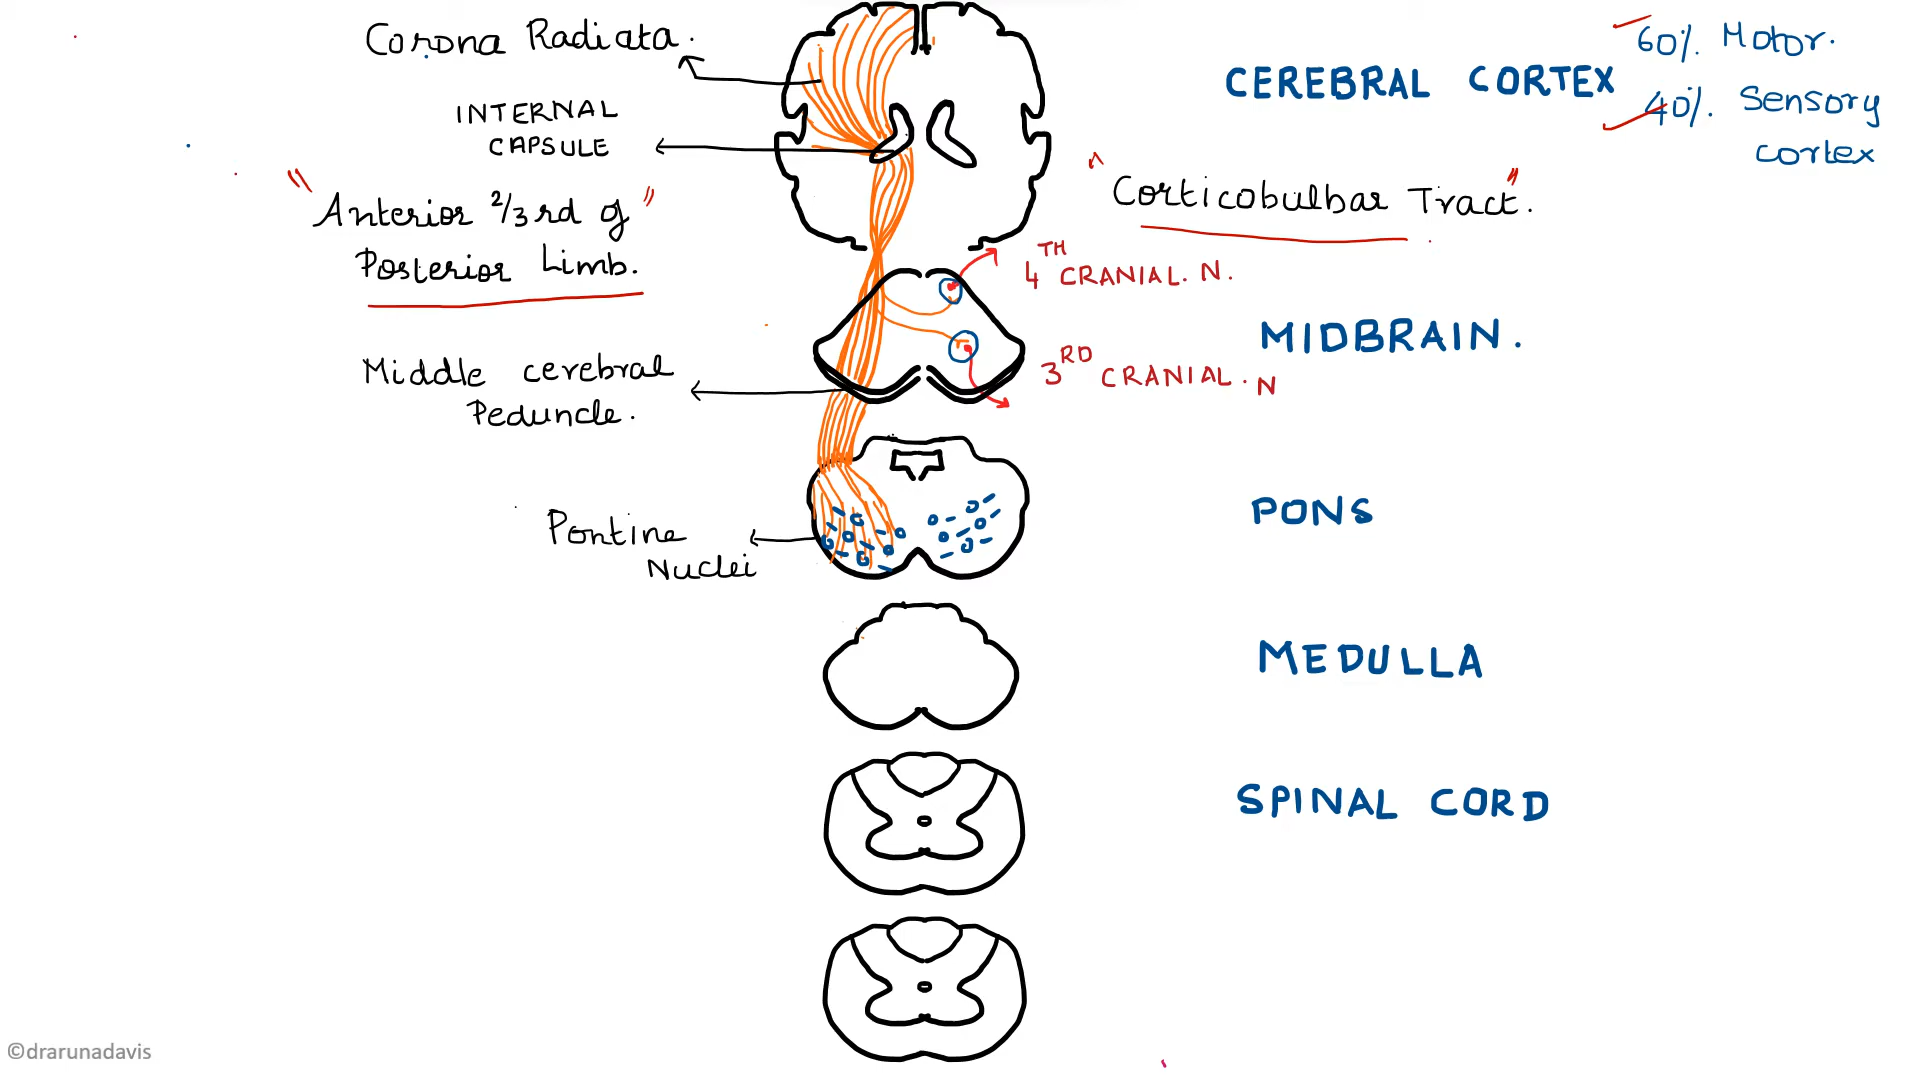 Corona Radiata.
INTERNAL
CAPSULE
"Anterior 2/3rd of"
Posterior Limb.
CEREBRAL CORTEX
60% Motor.
40% Sensory
cortex
"Corticobulbar Tract".
4TH CRANIAL. N.
MIDBRAIN.
3RD CRANIAL. N
Middle cerebral
Peduncle.
PONS
Pontine
Nuclei
MEDULLA
SPINAL CORD
©drarunadavis